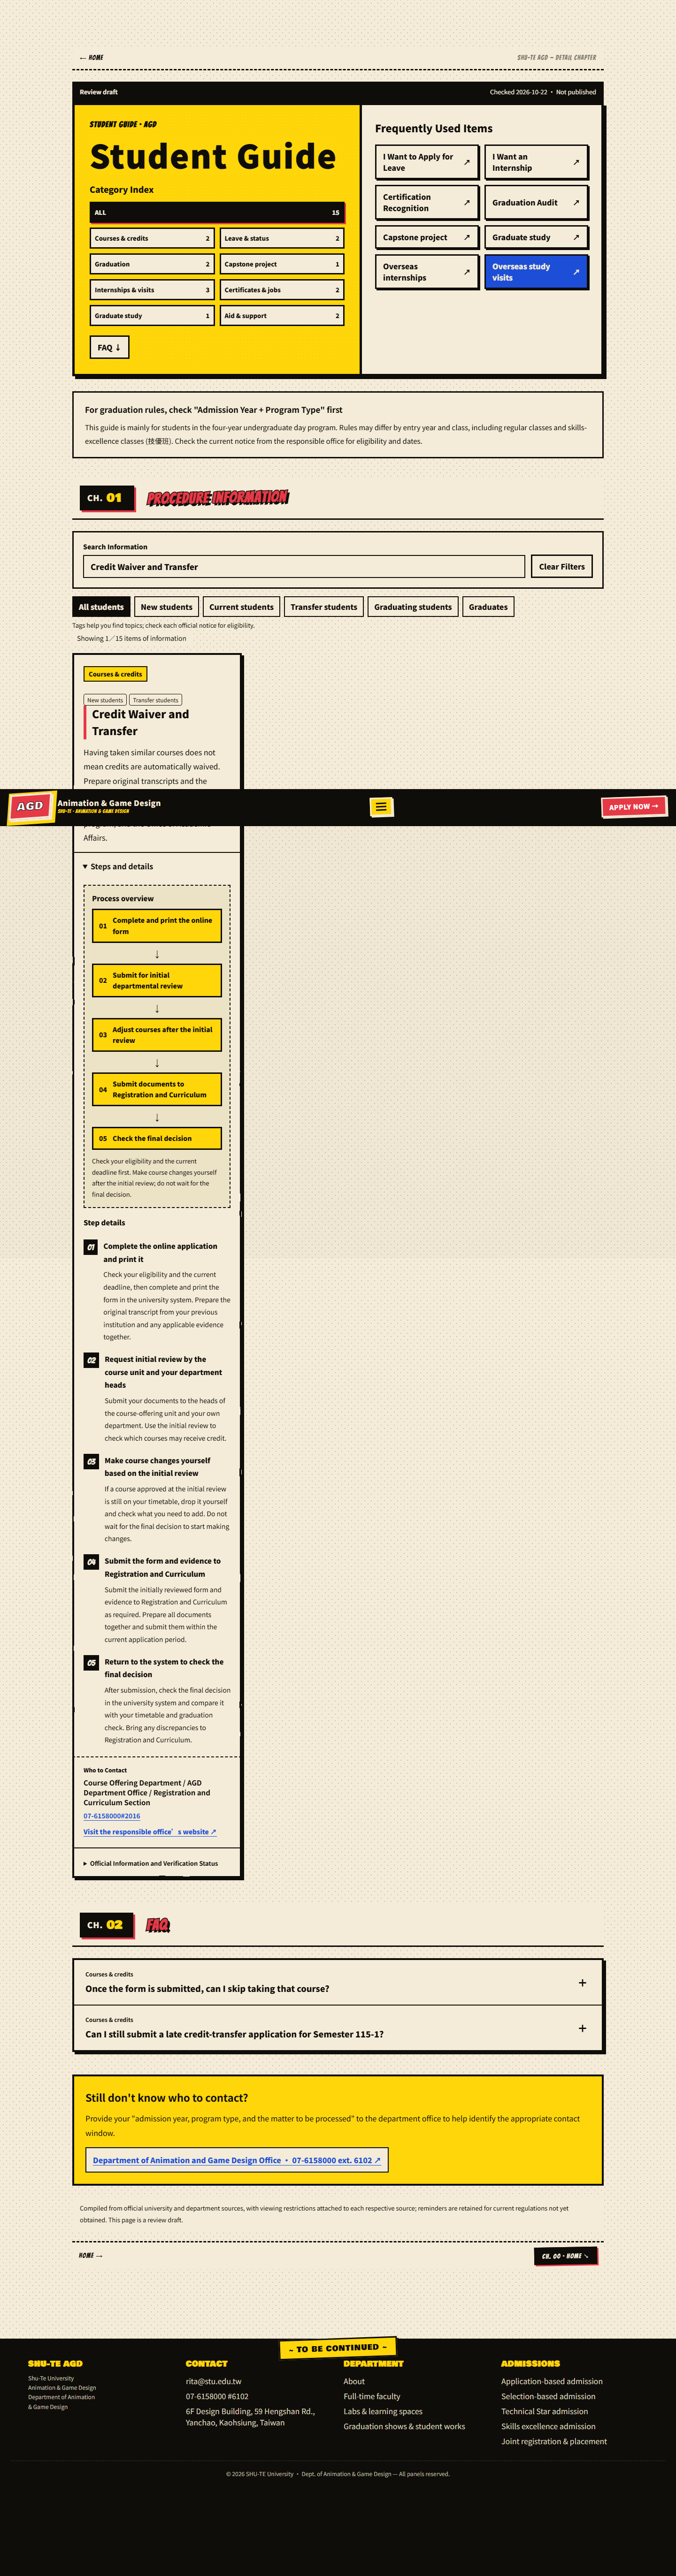 ← HOME
SHU-TE AGD — DETAIL CHAPTER
Review draft
Checked 2026-10-22 • Not published
STUDENT GUIDE · AGD
Student Guide
Category Index
ALL 15
Courses & credits 2
Leave & status 2
Graduation 2
Capstone project 1
Internships & visits 3
Certificates & jobs 2
Graduate study 1
Aid & support 2
FAQ ↓
Frequently Used Items
I Want to Apply for
Leave ↗
I Want an
Internship ↗
Certification
Recognition ↗
Graduation Audit ↗
Capstone project ↗
Graduate study ↗
Overseas
internships ↗
Overseas study
visits ↗
For graduation rules, check "Admission Year + Program Type" first
This guide is mainly for students in the four-year undergraduate day program. Rules may differ by entry year and class, including regular classes and skills-
excellence classes (技優班). Check the current notice from the responsible office for eligibility and dates.
CH. 01 PROCEDURE INFORMATION
Search Information
Credit Waiver and Transfer
Clear Filters
All students
New students
Current students
Transfer students
Graduating students
Graduates
Tags help you find topics; check each official notice for eligibility.
Showing 1／15 items of information
Courses & credits
New students
Transfer students
Credit Waiver and
Transfer
Having taken similar courses does not
mean credits are automatically waived.
Prepare original transcripts and the
AGD
Animation & Game Design
SHU-TE · ANIMATION & GAME DESIGN
APPLY NOW →
Affairs.
▼ Steps and details
Process overview
01 Complete and print the online
form
↓
02 Submit for initial
departmental review
↓
03 Adjust courses after the initial
review
↓
04 Submit documents to
Registration and Curriculum
↓
05 Check the final decision
Check your eligibility and the current
deadline first. Make course changes yourself
after the initial review; do not wait for the
final decision.
Step details
01 Complete the online application
and print it
Check your eligibility and the current
deadline, then complete and print the
form in the university system. Prepare the
original transcript from your previous
institution and any applicable evidence
together.
02 Request initial review by the
course unit and your department
heads
Submit your documents to the heads of
the course-offering unit and your own
department. Use the initial review to
check which courses may receive credit.
03 Make course changes yourself
based on the initial review
If a course approved at the initial review
is still on your timetable, drop it yourself
and check what you need to add. Do not
wait for the final decision to start making
changes.
04 Submit the form and evidence to
Registration and Curriculum
Submit the initially reviewed form and
evidence to Registration and Curriculum
as required. Prepare all documents
together and submit them within the
current application period.
05 Return to the system to check the
final decision
After submission, check the final decision
in the university system and compare it
with your timetable and graduation
check. Bring any discrepancies to
Registration and Curriculum.
Who to Contact
Course Offering Department / AGD
Department Office / Registration and
Curriculum Section
07-6158000#2016
Visit the responsible office’s website ↗
▶ Official Information and Verification Status
CH. 02 FAQ
Courses & credits
Once the form is submitted, can I skip taking that course? +
Courses & credits
Can I still submit a late credit-transfer application for Semester 115-1? +
Still don't know who to contact?
Provide your "admission year, program type, and the matter to be processed" to the department office to help identify the appropriate contact
window.
Department of Animation and Game Design Office • 07-6158000 ext. 6102 ↗
Compiled from official university and department sources, with viewing restrictions attached to each respective source; reminders are retained for current regulations not yet
obtained. This page is a review draft.
HOME →
CH. 00 · HOME ↘
– TO BE CONTINUED –
SHU-TE AGD
Shu-Te University
Animation & Game Design
Department of Animation
& Game Design
CONTACT
rita@stu.edu.tw
07-6158000 #6102
6F Design Building, 59 Hengshan Rd.,
Yanchao, Kaohsiung, Taiwan
DEPARTMENT
About
Full-time faculty
Labs & learning spaces
Graduation shows & student works
ADMISSIONS
Application-based admission
Selection-based admission
Technical Star admission
Skills excellence admission
Joint registration & placement
© 2026 SHU-TE University • Dept. of Animation & Game Design — All panels reserved.